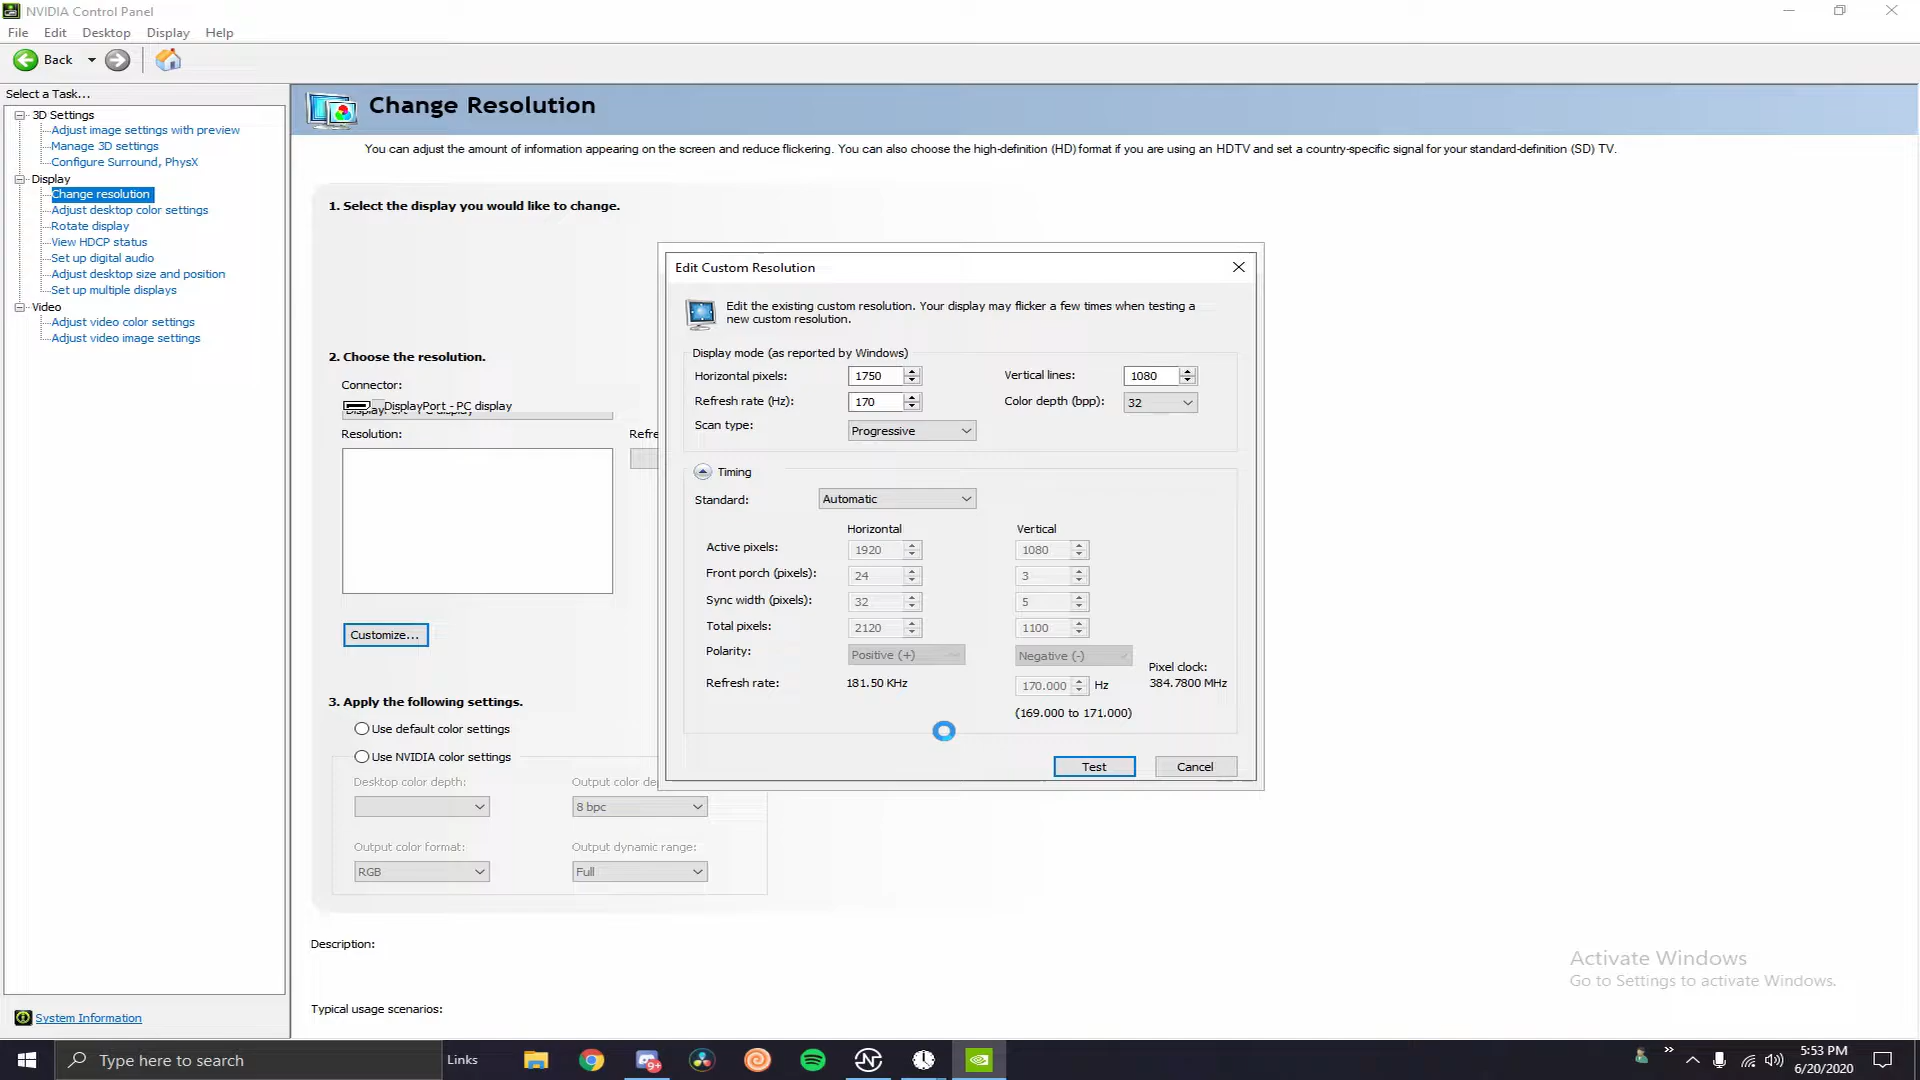 NVIDIA Control Panel
File Edit Desktop Display Help
Back
Select a Task...
3D Settings
Adjust image settings with preview
Manage 3D settings
Configure Surround, PhysX
Display
Change resolution
Adjust desktop color settings
Rotate display
View HDCP status
Set up digital audio
Adjust desktop size and position
Set up multiple displays
Video
Adjust video color settings
Adjust video image settings
System Information
Change Resolution
You can adjust the amount of information appearing on the screen and reduce flickering. You can also choose the high-definition (HD) format if you are using an HDTV and set a country-specific signal for your standard-definition (SD) TV.
1. Select the display you would like to change.
2. Choose the resolution.
Connector:
DisplayPort - PC display
Resolution:
Refre
Customize...
3. Apply the following settings.
Use default color settings
Use NVIDIA color settings
Desktop color depth:
Output color de
8 bpc
Output color format:
Output dynamic range:
RGB
Full
Description:
Typical usage scenarios:
Edit Custom Resolution
Edit the existing custom resolution. Your display may flicker a few times when testing a
new custom resolution.
Display mode (as reported by Windows)
Horizontal pixels: 1750 Vertical lines: 1080
Refresh rate (Hz): 170 Color depth (bpp): 32
Scan type: Progressive
Timing
Standard: Automatic
Horizontal Vertical
Active pixels: 1920 1080
Front porch (pixels): 24 3
Sync width (pixels): 32 5
Total pixels: 2120 1100
Polarity: Positive (+) Negative (-)
Pixel clock:
Refresh rate: 181.50 KHz 170.000 Hz 384.7800 MHz
(169.000 to 171.000)
Test Cancel
Activate Windows
Go to Settings to activate Windows.
Type here to search
Links
9+
5:53 PM
6/20/2020